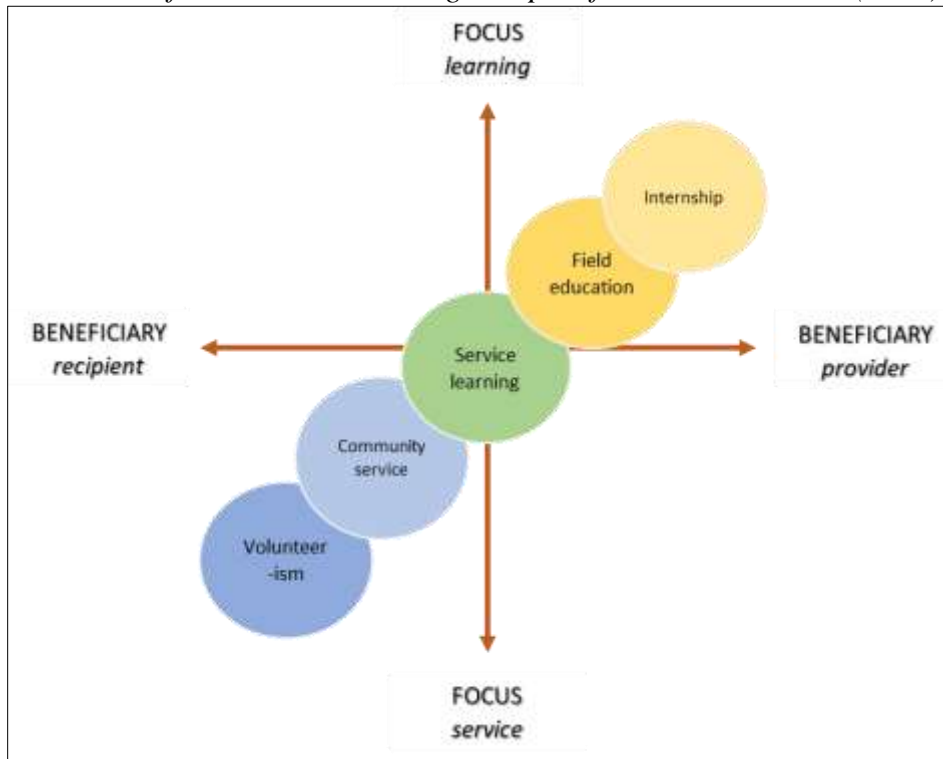 FOCUS
learning
Internship
Field
education
BENEFICIARY
recipient
Service
learning
BENEFICIARY
provider
Community
service
Volunteer
-ism
FOCUS
service